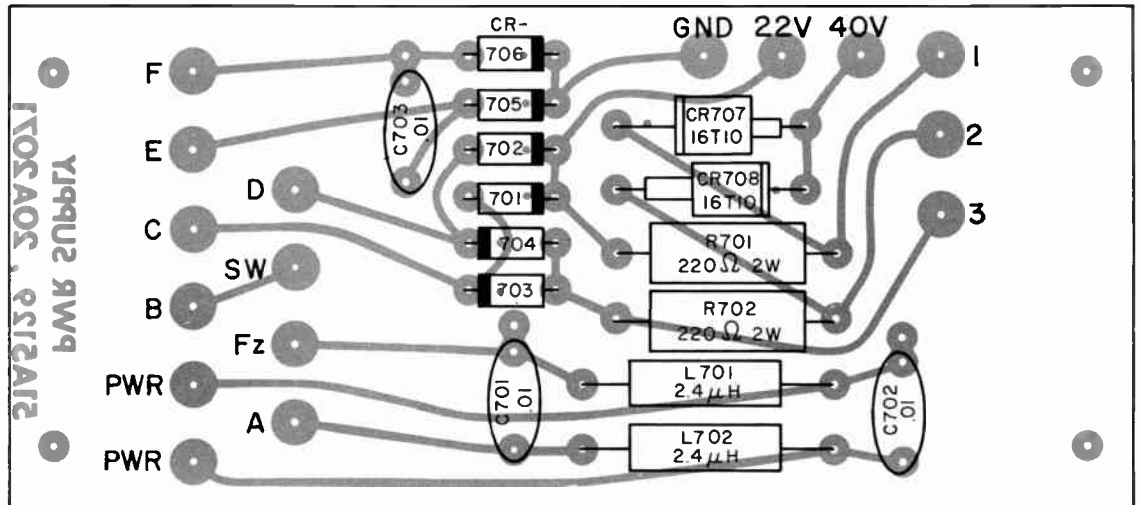 CR-
GND 22V 40V
F
706
1
C703
.01
705
CR707
16T10
E
702
2
D
701
CR708
16T10
3
C
704
R701
220Ω 2W
SW
703
R702
220Ω 2W
B
Fz
PWR
C701
.01
L701
2.4μH
C702
.01
A
L702
2.4μH
PWR
51A5129, 20A2071
PWR SUPPLY